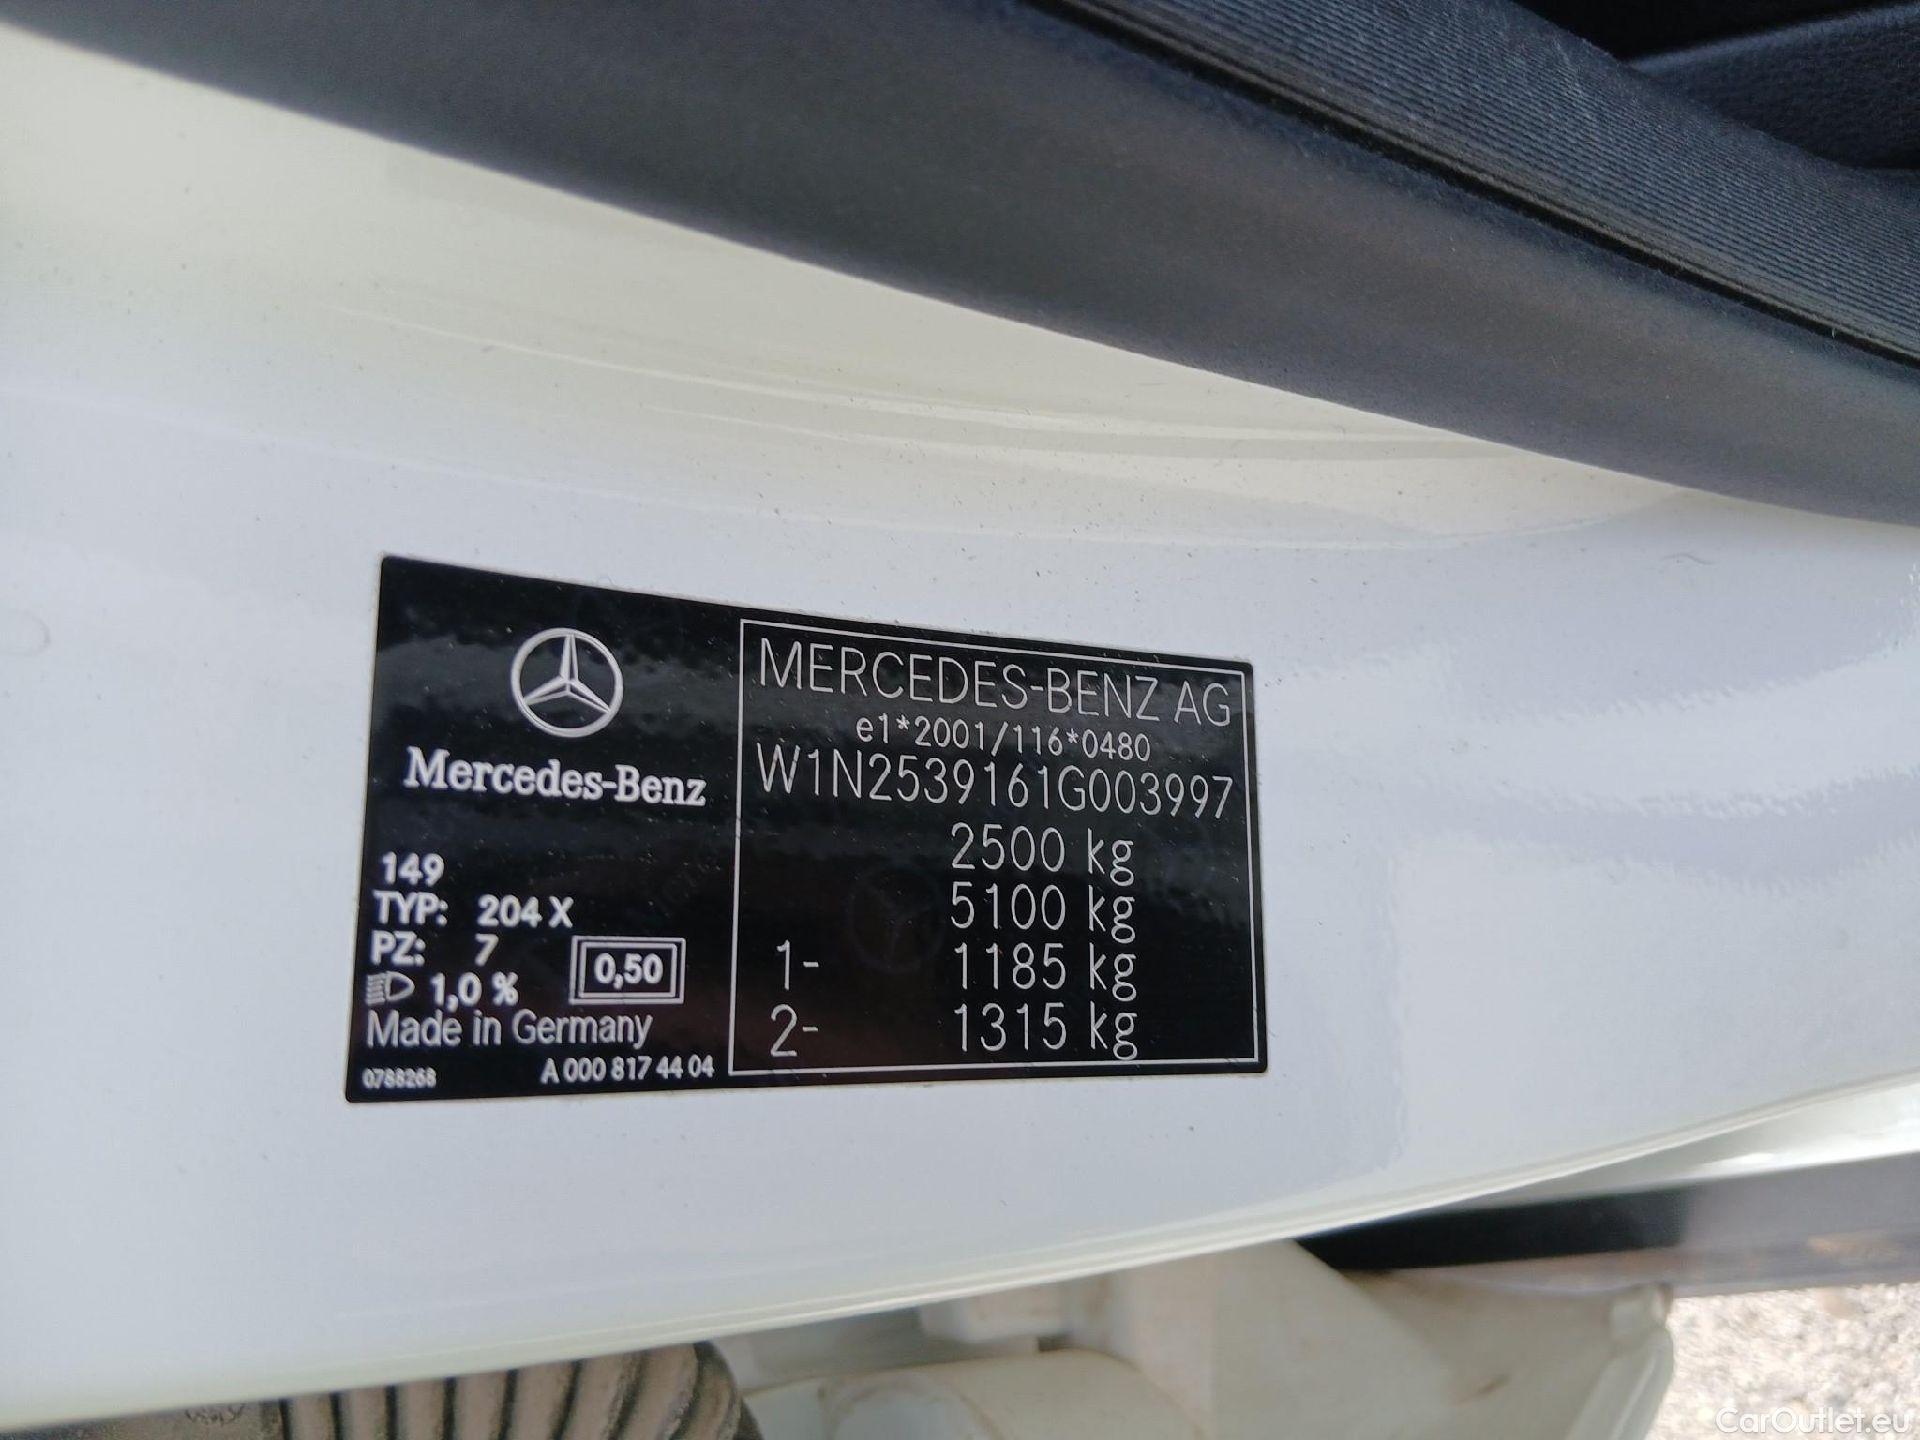 Mercedes-Benz
149
TYP: 204 X
PZ: 7
1,0 % 0,50
Made in Germany
0788268 A 000 817 44 04
MERCEDES-BENZ AG
e1*2001/116*0480
W1N2539161G003997
2500 kg
5100 kg
1- 1185 kg
2- 1315 kg
CarOutlet.eu